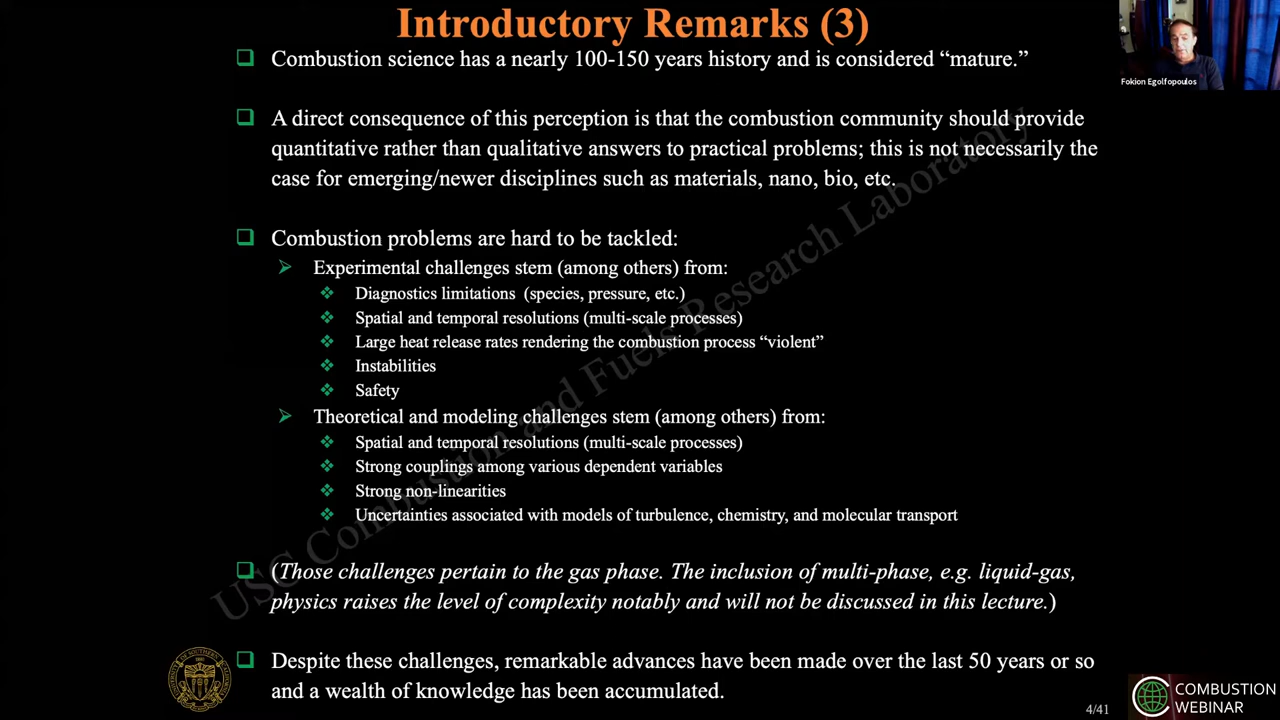 Introductory Remarks (3)
Fokion Egolfopoulos
Combustion science has a nearly 100-150 years history and is considered “mature.”
A direct consequence of this perception is that the combustion community should provide
quantitative rather than qualitative answers to practical problems; this is not necessarily the
case for emerging/newer disciplines such as materials, nano, bio, etc.
Combustion problems are hard to be tackled:
Experimental challenges stem (among others) from:
Diagnostics limitations (species, pressure, etc.)
Spatial and temporal resolutions (multi-scale processes)
Large heat release rates rendering the combustion process “violent”
Instabilities
Safety
Theoretical and modeling challenges stem (among others) from:
Spatial and temporal resolutions (multi-scale processes)
Strong couplings among various dependent variables
Strong non-linearities
Uncertainties associated with models of turbulence, chemistry, and molecular transport
(Those challenges pertain to the gas phase. The inclusion of multi-phase, e.g. liquid-gas,
physics raises the level of complexity notably and will not be discussed in this lecture.)
Despite these challenges, remarkable advances have been made over the last 50 years or so
and a wealth of knowledge has been accumulated.
USC Combustion and Fuels Research Laboratory
4/41
COMBUSTION
WEBINAR